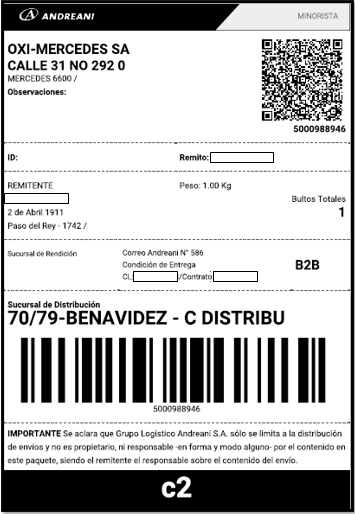 ANDREANI
MINORISTA
OXI-MERCEDES SA
CALLE 31 NO 292 0
MERCEDES 6600 /
Observaciones:
5000988946
ID:
Remito:
REMITENTE
Peso: 1.00 Kg
Bultos Totales
1
2 de Abril 1911
Paso del Rey - 1742 /
Sucursal de Rendición
Correo Andreani N° 586
Condición de Entrega
CL: /Contrato:
B2B
Sucursal de Distribución
70/79-BENAVIDEZ - C DISTRIBU
5000988946
IMPORTANTE Se aclara que Grupo Logístico Andreani S.A. sólo se limita a la distribución
de envíos y no es propietario, ni responsable -en forma y modo alguno- por el contenido en
este paquete, siendo el remitente el responsable sobre el contenido del envío.
c2